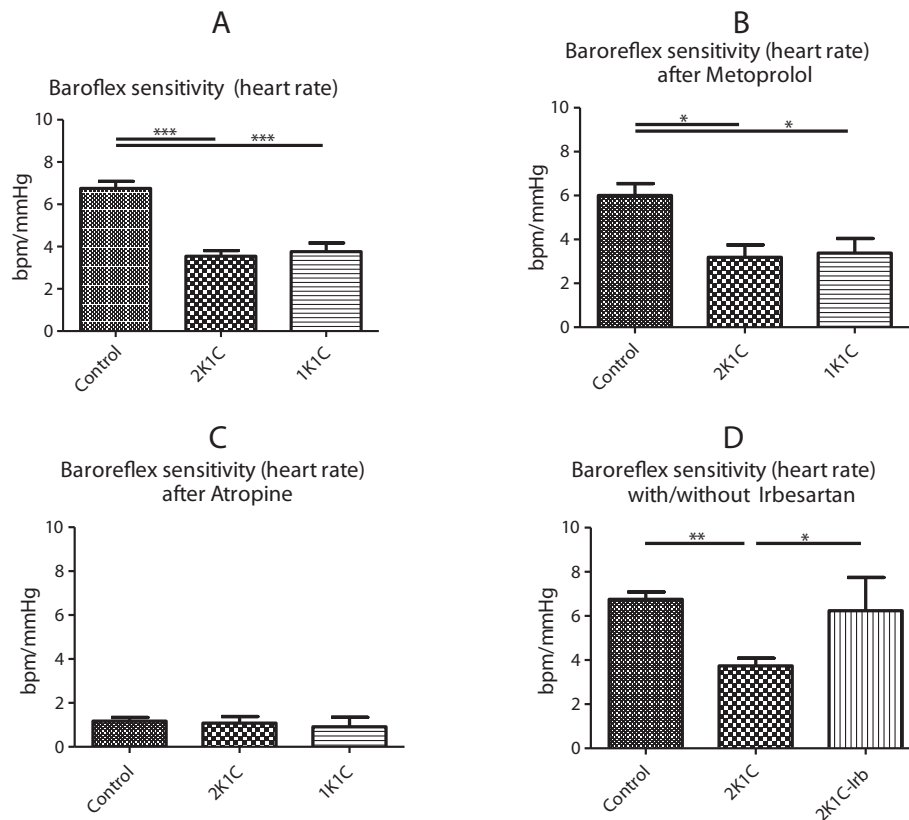 A
Baroflex sensitivity (heart rate)
10
8
6
4
2
0
bpm/mmHg
***
***
Control
2K1C
1K1C
B
Baroreflex sensitivity (heart rate)
after Metoprolol
10
8
6
4
2
0
bpm/mmHg
*
*
Control
2K1C
1K1C
C
Baroreflex sensitivity (heart rate)
after Atropine
10
8
6
4
2
0
bpm/mmHg
Control
2K1C
1K1C
D
Baroreflex sensitivity (heart rate)
with/without Irbesartan
10
8
6
4
2
0
bpm/mmHg
**
*
Control
2K1C
2K1C-Irb